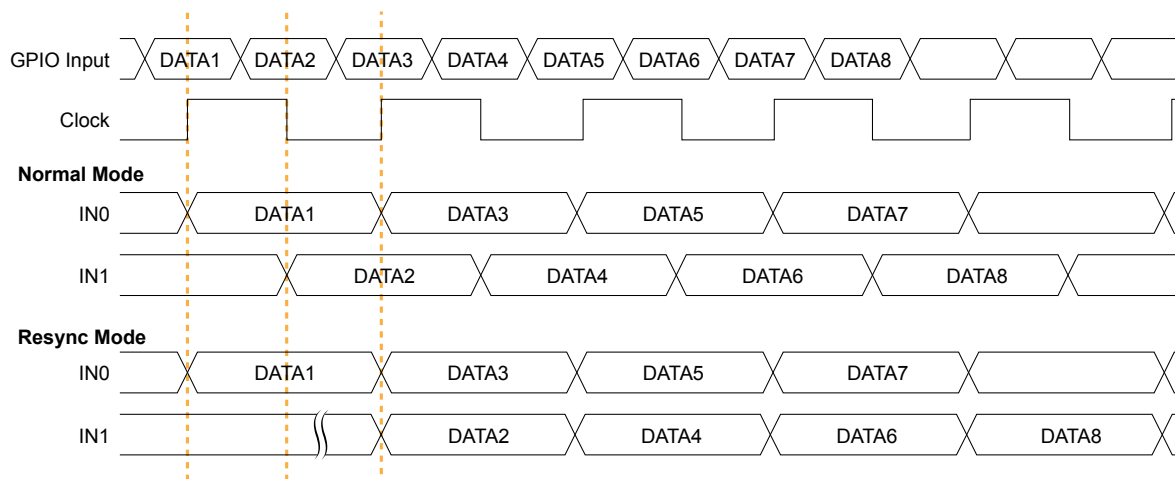 GPIO Input DATA1 DATA2 DATA3 DATA4 DATA5 DATA6 DATA7 DATA8
Clock
Normal Mode
IN0 DATA1 DATA3 DATA5 DATA7
IN1 DATA2 DATA4 DATA6 DATA8
Resync Mode
IN0 DATA1 DATA3 DATA5 DATA7
IN1 DATA2 DATA4 DATA6 DATA8